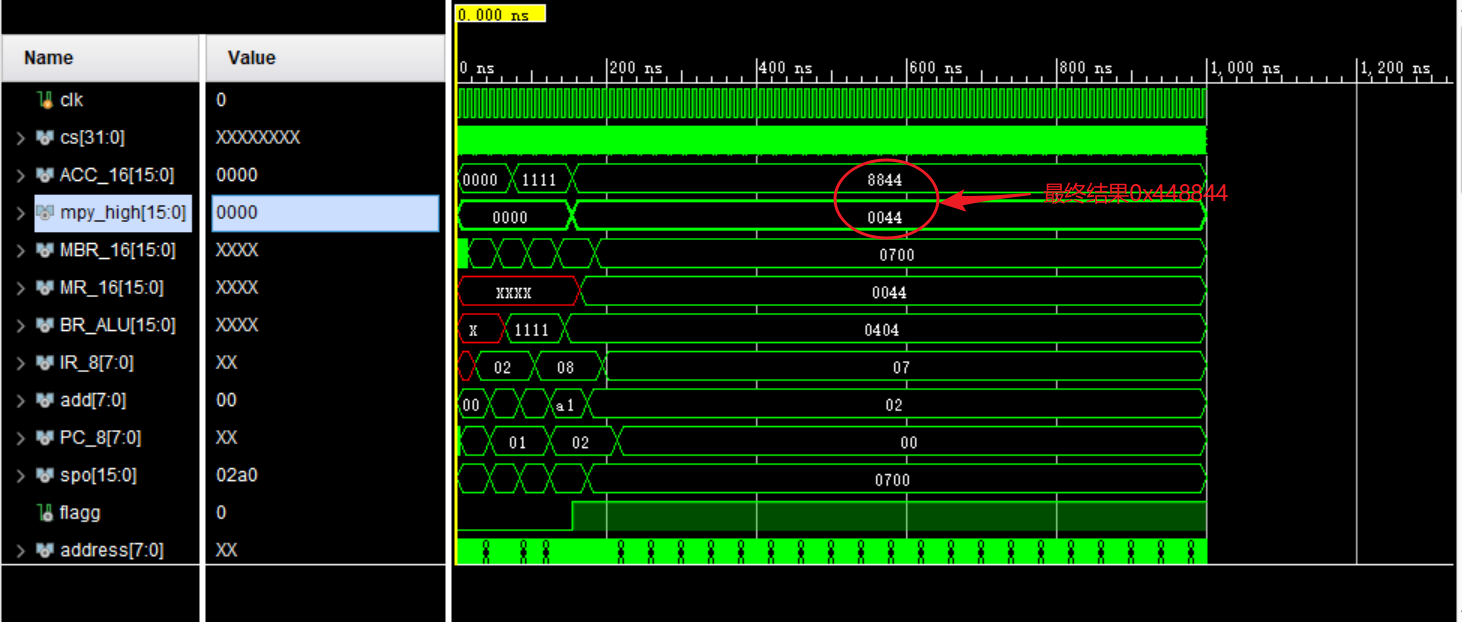 0.000 ns
Name Value
0 ns 200 ns 400 ns 600 ns 800 ns 1,000 ns 1,200 ns
clk 0
cs[31:0] XXXXXXXX
ACC_16[15:0] 0000 0000 1111 8844
最终结果0x448844
mpy_high[15:0] 0000 0000 0044
MBR_16[15:0] XXXX 0700
MR_16[15:0] XXXX XXXX 0044
BR_ALU[15:0] XXXX X 1111 0404
IR_8[7:0] XX 02 08 07
add[7:0] 00 00 a1 02
PC_8[7:0] XX 01 02 00
spo[15:0] 02a0 0700
flagg 0
address[7:0] XX